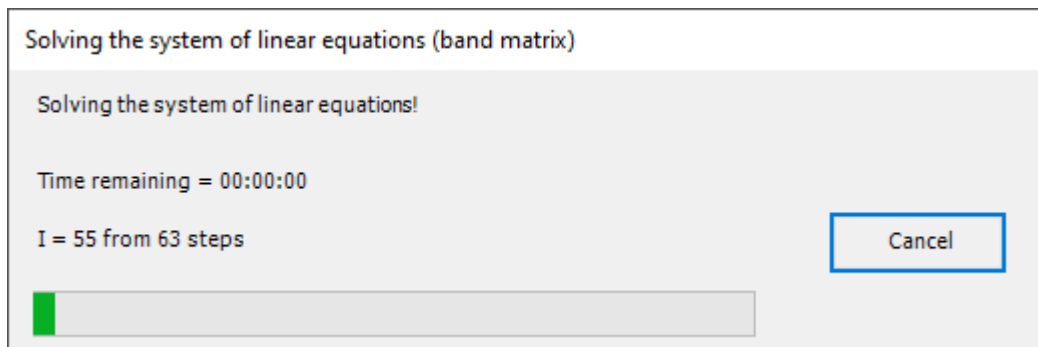 Solving the system of linear equations (band matrix)
Solving the system of linear equations!
Time remaining = 00:00:00
I = 55 from 63 steps
Cancel